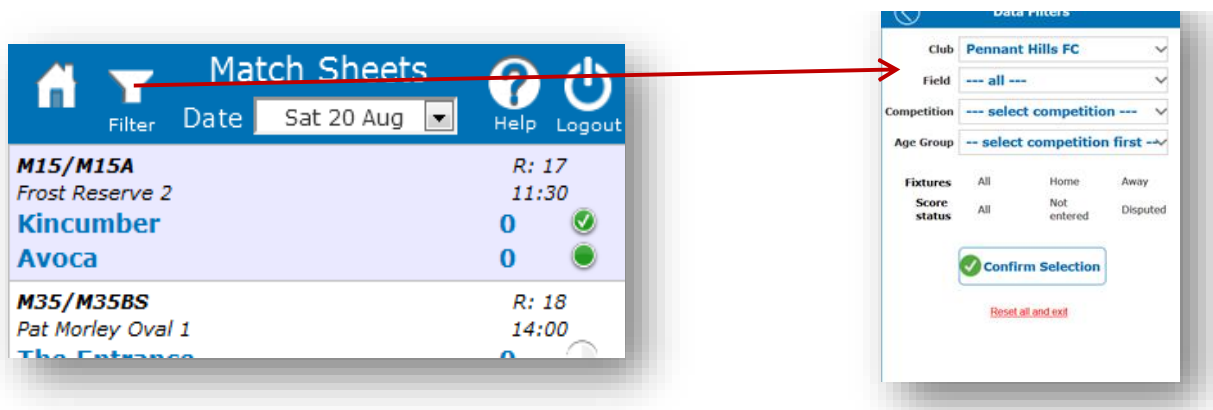 Match Sheets
Filter
Date Sat 20 Aug
Help Logout
M15/M15A R: 17
Frost Reserve 2 11:30
Kincumber 0
Avoca 0
M35/M35BS R: 18
Pat Morley Oval 1 14:00
The Entrance 0
Data Filters
Club Pennant Hills FC
Field --- all ---
Competition --- select competition ---
Age Group -- select competition first --
Fixtures All Home Away
Score status All Not entered Disputed
Confirm Selection
Reset all and exit